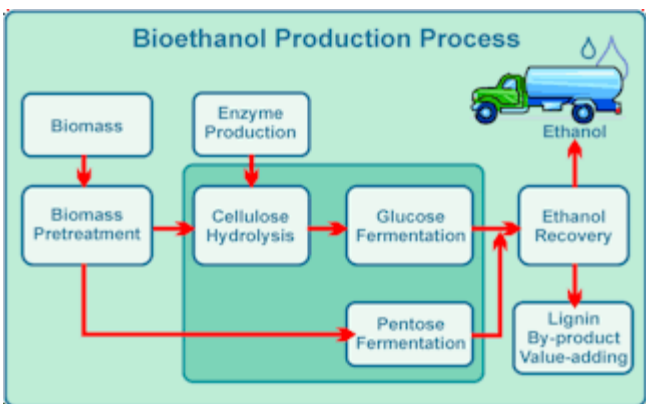 Bioethanol Production Process
Biomass
Enzyme
Production
Ethanol
Biomass
Pretreatment
Cellulose
Hydrolysis
Glucose
Fermentation
Ethanol
Recovery
Pentose
Fermentation
Lignin
By-product
Value-adding